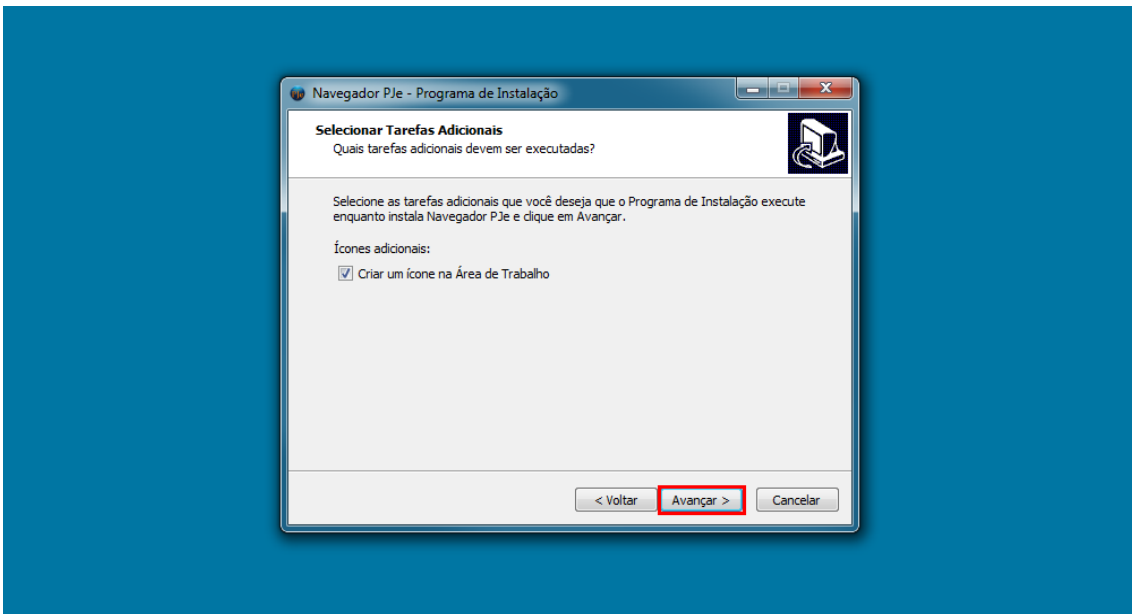 Navegador PJe - Programa de Instalação
Selecionar Tarefas Adicionais
Quais tarefas adicionais devem ser executadas?
Selecione as tarefas adicionais que você deseja que o Programa de Instalação execute
enquanto instala Navegador PJe e clique em Avançar.
Ícones adicionais:
Criar um ícone na Área de Trabalho
< Voltar
Avançar >
Cancelar